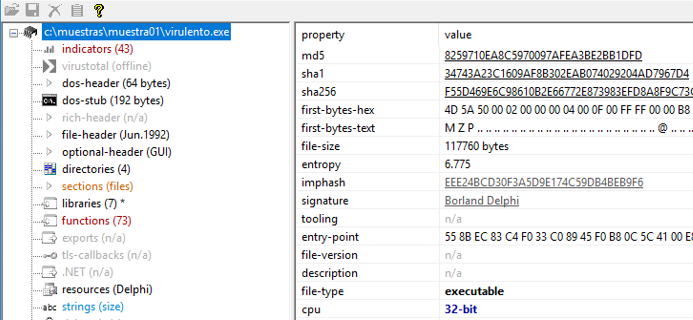 c:\muestras\muestra01\virulento.exe
indicators (43)
virustotal (offline)
dos-header (64 bytes)
dos-stub (192 bytes)
rich-header (n/a)
file-header (Jun.1992)
optional-header (GUI)
directories (4)
sections (files)
libraries (7) *
functions (73)
exports (n/a)
tls-callbacks (n/a)
.NET (n/a)
resources (Delphi)
abc strings (size)
property value
md5 8259710EA8C5970097AFEA3BE2BB1DFD
sha1 34743A23C1609AF8B302EAB074029204AD7967D4
sha256 F55D469E6C98610B2E66772E873983EFD8A8F9C73
first-bytes-hex 4D 5A 50 00 02 00 00 00 04 00 0F 00 FF FF 00 00 B8
first-bytes-text M Z P .. .. .. .. .. .. .. .. .. .. .. .. .. .. .. .. .. .. @ .. ..
file-size 117760 bytes
entropy 6.775
imphash EEE24BCD30F3A5D9E174C59DB4BEB9F6
signature Borland Delphi
tooling n/a
entry-point 55 8B EC 83 C4 F0 33 C0 89 45 F0 B8 0C 5C 41 00 E8
file-version n/a
description n/a
file-type executable
cpu 32-bit